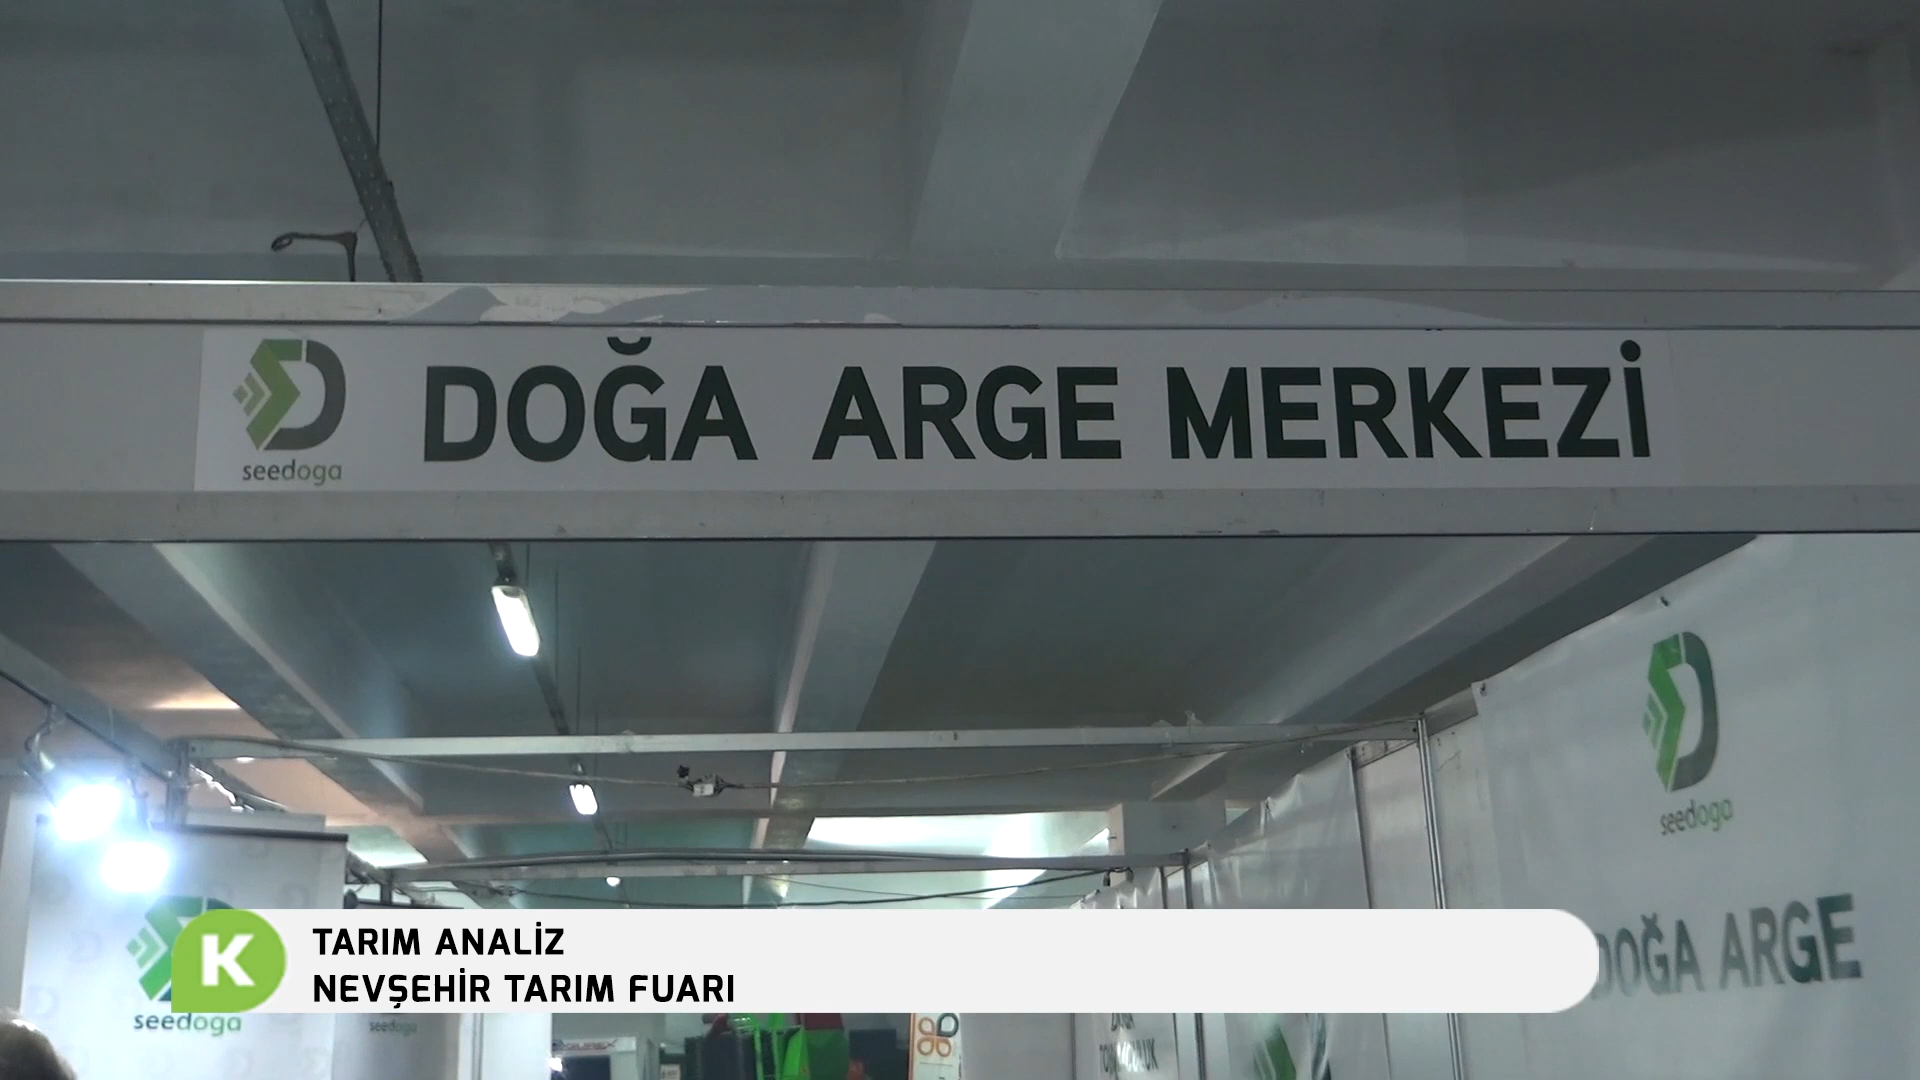 DOĞA ARGE MERKEZİ
seedoga
seedoga
DOĞA ARGE
K
TARIM ANALİZ
NEVŞEHİR TARIM FUARI
seedoga
seedoga